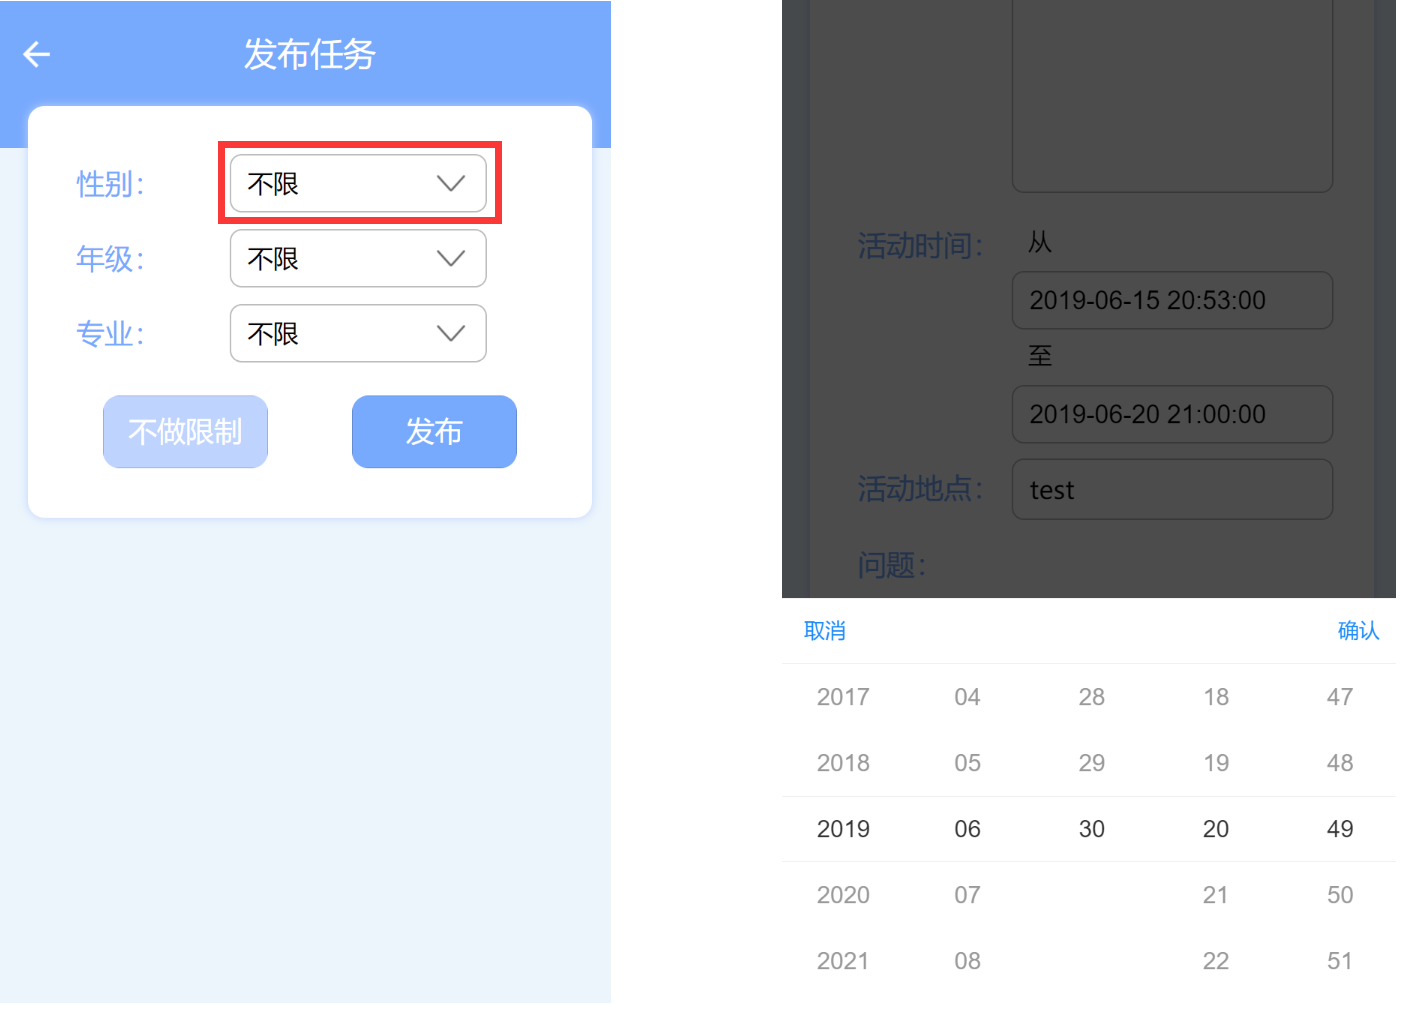 发布任务
性别：
不限
年级：
不限
专业：
不限
不做限制
发布
活动时间：
从
2019-06-15 20:53:00
至
2019-06-20 21:00:00
活动地点：
test
问题：
取消
确认
2017 04 28 18 47
2018 05 29 19 48
2019 06 30 20 49
2020 07 21 50
2021 08 22 51